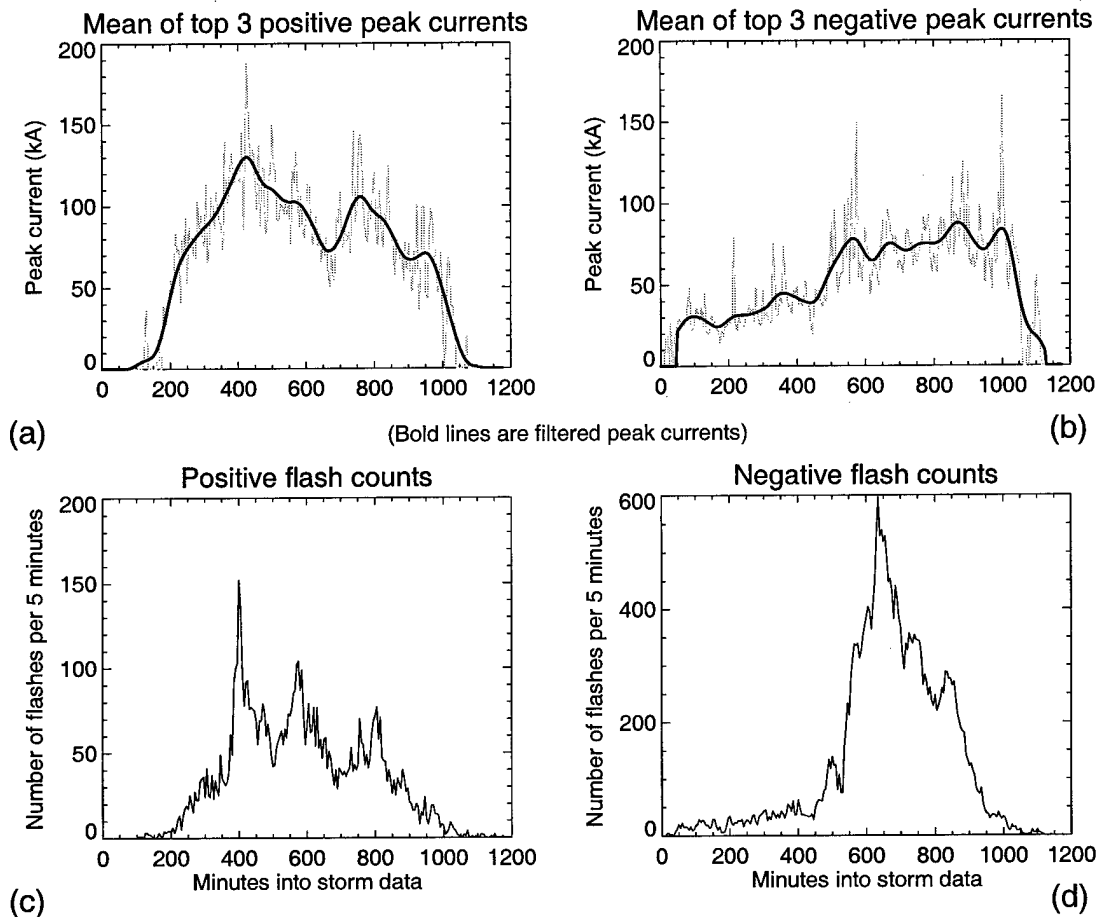 Mean of top 3 positive peak currents
200
150
100
50
0
Peak current (kA)
0 200 400 600 800 1000 1200
(a)
Mean of top 3 negative peak currents
200
150
100
50
0
Peak current (kA)
0 200 400 600 800 1000 1200
(b)
(Bold lines are filtered peak currents)
Positive flash counts
200
150
100
50
0
Number of flashes per 5 minutes
0 200 400 600 800 1000 1200
Minutes into storm data
(c)
Negative flash counts
600
400
200
0
Number of flashes per 5 minutes
0 200 400 600 800 1000 1200
Minutes into storm data
(d)